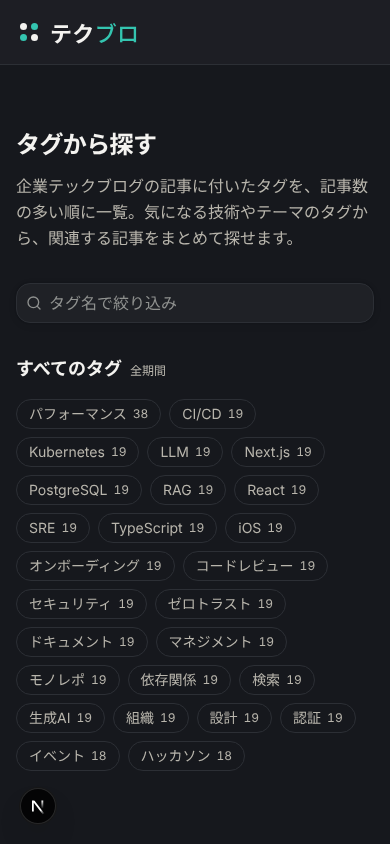 テクブロ
タグから探す
企業テックブログの記事に付いたタグを、記事数
の多い順に一覧。気になる技術やテーマのタグか
ら、関連する記事をまとめて探せます。
タグ名で絞り込み
すべてのタグ 全期間
パフォーマンス 38 CI/CD 19
Kubernetes 19 LLM 19 Next.js 19
PostgreSQL 19 RAG 19 React 19
SRE 19 TypeScript 19 iOS 19
オンボーディング 19 コードレビュー 19
セキュリティ 19 ゼロトラスト 19
ドキュメント 19 マネジメント 19
モノレポ 19 依存関係 19 検索 19
生成AI 19 組織 19 設計 19 認証 19
イベント 18 ハッカソン 18
N